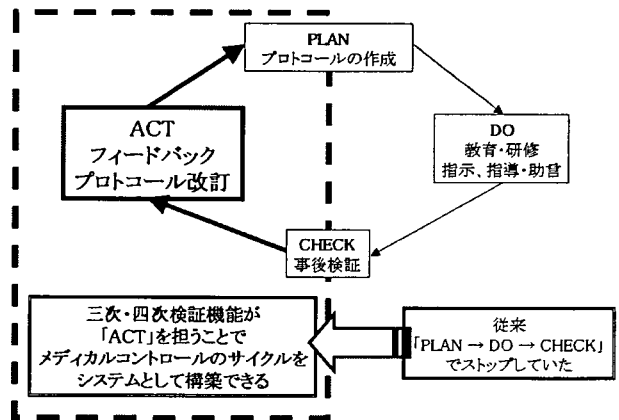 PLAN
プロトコールの作成
ACT
フィードバック
プロトコール改訂
DO
教育・研修
指示、指導・助言
CHECK
事後検証
三次・四次検証機能が
「ACT」を担うことで
メディカルコントロールのサイクルを
システムとして構築できる
従来
「PLAN → DO → CHECK」
でストップしていた